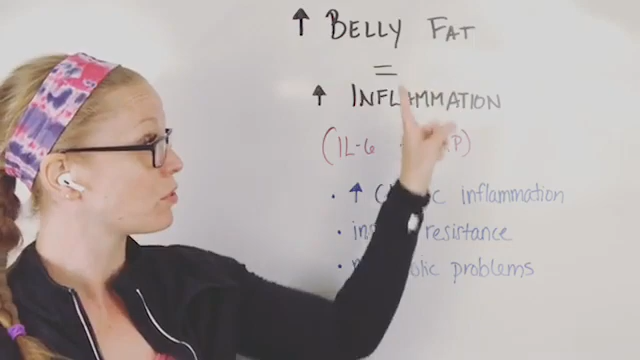 ↑ BELLY FAT
=
↑ INFLAMMATION
(IL-6
↑ inflammation
resistance
problems